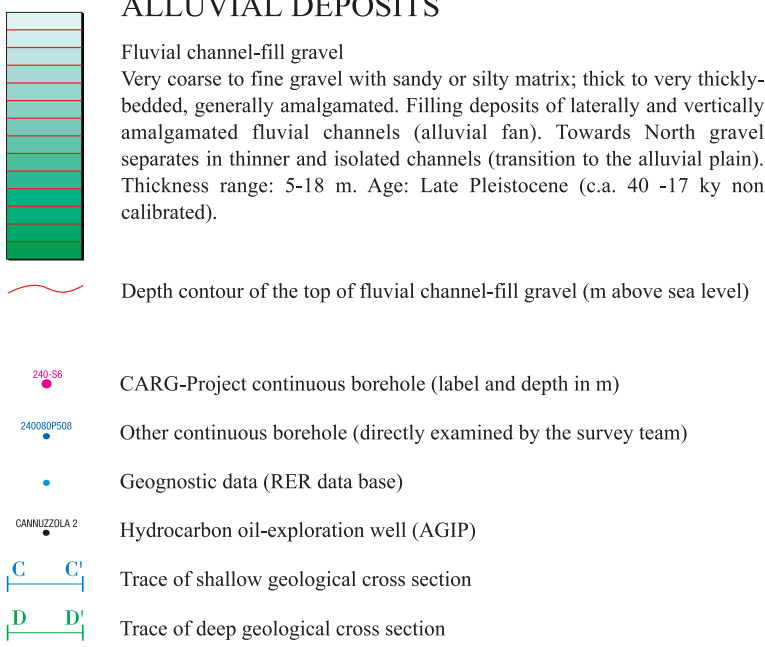 ALLUVIAL DEPOSITS
Fluvial channel-fill gravel
Very coarse to fine gravel with sandy or silty matrix; thick to very thickly-
bedded, generally amalgamated. Filling deposits of laterally and vertically
amalgamated fluvial channels (alluvial fan). Towards North gravel
separates in thinner and isolated channels (transition to the alluvial plain).
Thickness range: 5-18 m. Age: Late Pleistocene (c.a. 40 -17 ky non
calibrated).
Depth contour of the top of fluvial channel-fill gravel (m above sea level)
240-S6
CARG-Project continuous borehole (label and depth in m)
240080P508
Other continuous borehole (directly examined by the survey team)
Geognostic data (RER data base)
CANNUZZOLA 2
Hydrocarbon oil-exploration well (AGIP)
C C'
Trace of shallow geological cross section
D D'
Trace of deep geological cross section